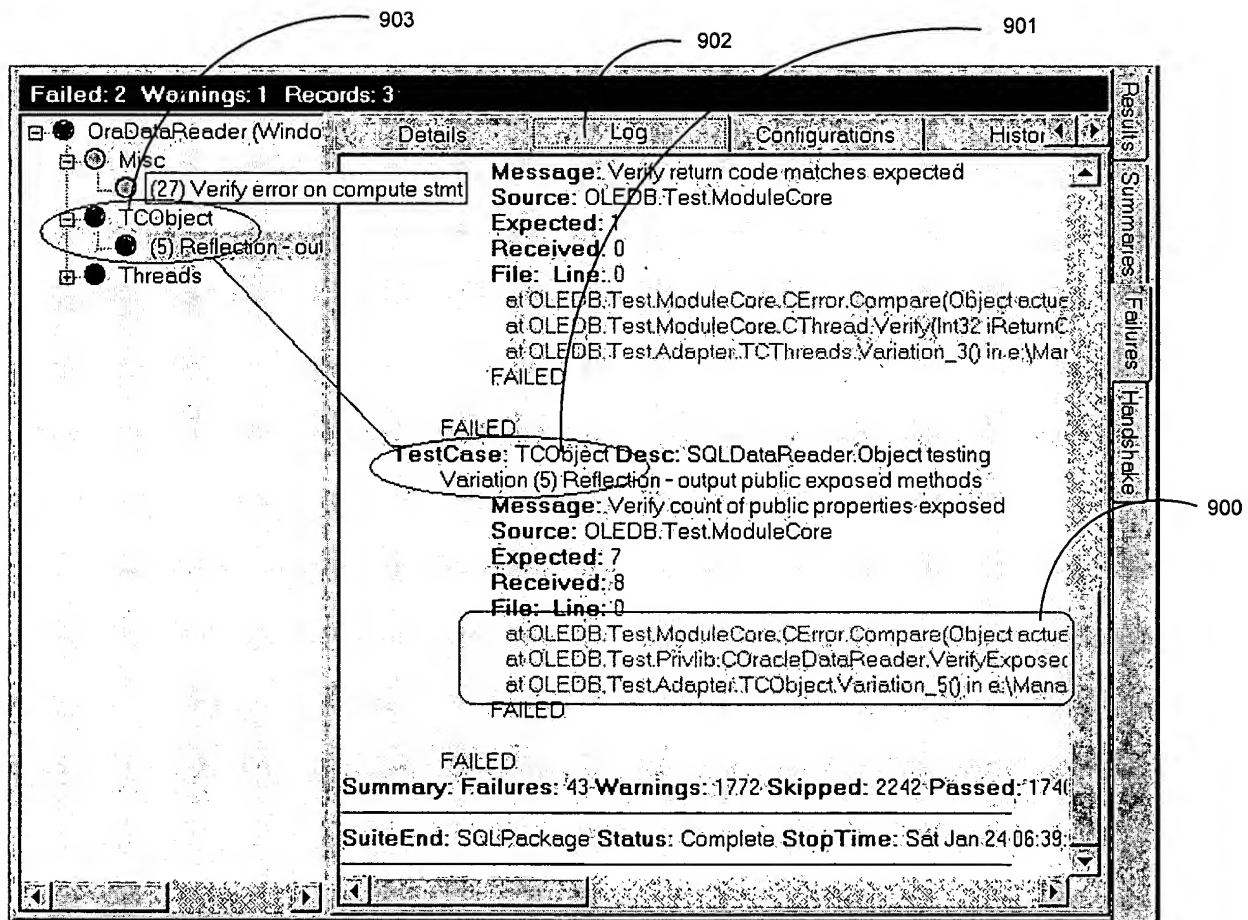 903
902
901
Failed: 2 Warnings: 1 Records: 3
OraDataReader (Windo
Misc
(27) Verify error on compute stmt
TCObject
(5) Reflection - out
Threads
Details
Log
Configurations
Histor
Message: Verify return code matches expected
Source: OLEDB.Test.ModuleCore
Expected: 1
Received: 0
File: Line: 0
at OLEDB.Test.ModuleCore.CError.Compare(Object actue
at OLEDB.Test.ModuleCore.CThread.Verify(Int32 iReturnC
at OLEDB.Test.Adapter.TCThreads.Variation_3() in e:\Mar
FAILED
FAILED
TestCase: TCObject Desc: SQLDataReader.Object testing
Variation (5) Reflection - output public exposed methods
Message: Verify count of public properties exposed
Source: OLEDB.Test.ModuleCore
Expected: 7
Received: 8
File: Line: 0
at OLEDB.Test.ModuleCore.CError.Compare(Object actue
at OLEDB.Test.Privlib.COracleDataReader.VerifyExposec
at OLEDB.Test.Adapter.TCObject.Variation_5() in e:\Mana
FAILED
FAILED
Summary: Failures: 43 Warnings: 1772 Skipped: 2242 Passed: 1740
SuiteEnd: SQLPackage Status: Complete StopTime: Sat Jan 24 06:39:
Results
Summaries
Failures
Handshake
900